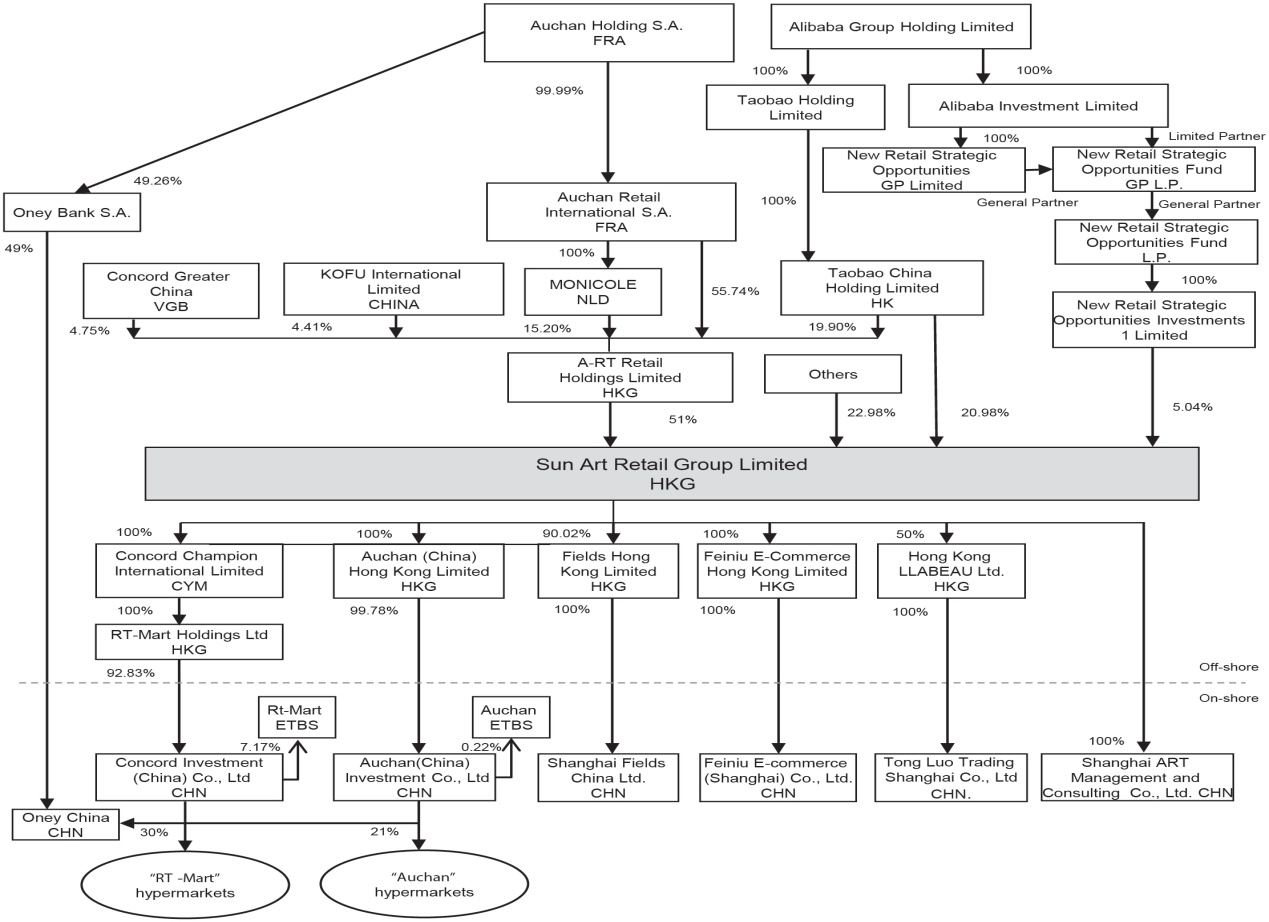 Auchan Holding S.A.
FRA
Alibaba Group Holding Limited
100%
100%
99.99%
Taobao Holding
Limited
Alibaba Investment Limited
Limited Partner
100%
New Retail Strategic
Opportunities
GP Limited
New Retail Strategic
Opportunities Fund
GP L.P.
General Partner
General Partner
49.26%
Oney Bank S.A.
Auchan Retail
International S.A.
FRA
100%
New Retail Strategic
Opportunities Fund
L.P.
49%
100%
100%
Concord Greater
China
VGB
KOFU International
Limited
CHINA
MONICOLE
NLD
55.74%
Taobao China
Holding Limited
HK
New Retail Strategic
Opportunities Investments
1 Limited
4.75%
4.41%
15.20%
19.90%
A-RT Retail
Holdings Limited
HKG
Others
51%
22.98%
20.98%
5.04%
Sun Art Retail Group Limited
HKG
100%
100%
90.02%
100%
50%
Concord Champion
International Limited
CYM
Auchan (China)
Hong Kong Limited
HKG
Fields Hong
Kong Limited
HKG
Feiniu E-Commerce
Hong Kong Limited
HKG
Hong Kong
LLABEAU Ltd.
HKG
100%
99.78%
100%
100%
100%
RT-Mart Holdings Ltd
HKG
92.83%
Off-shore
On-shore
Rt-Mart
ETBS
Auchan
ETBS
7.17%
0.22%
100%
Concord Investment
(China) Co., Ltd
CHN
Auchan(China)
Investment Co., Ltd
CHN
Shanghai Fields
China Ltd.
CHN
Feiniu E-commerce
(Shanghai) Co., Ltd.
CHN
Tong Luo Trading
Shanghai Co., Ltd
CHN.
Shanghai ART
Management and
Consulting Co., Ltd. CHN
Oney China
CHN
30%
21%
“RT -Mart”
hypermarkets
“Auchan”
hypermarkets